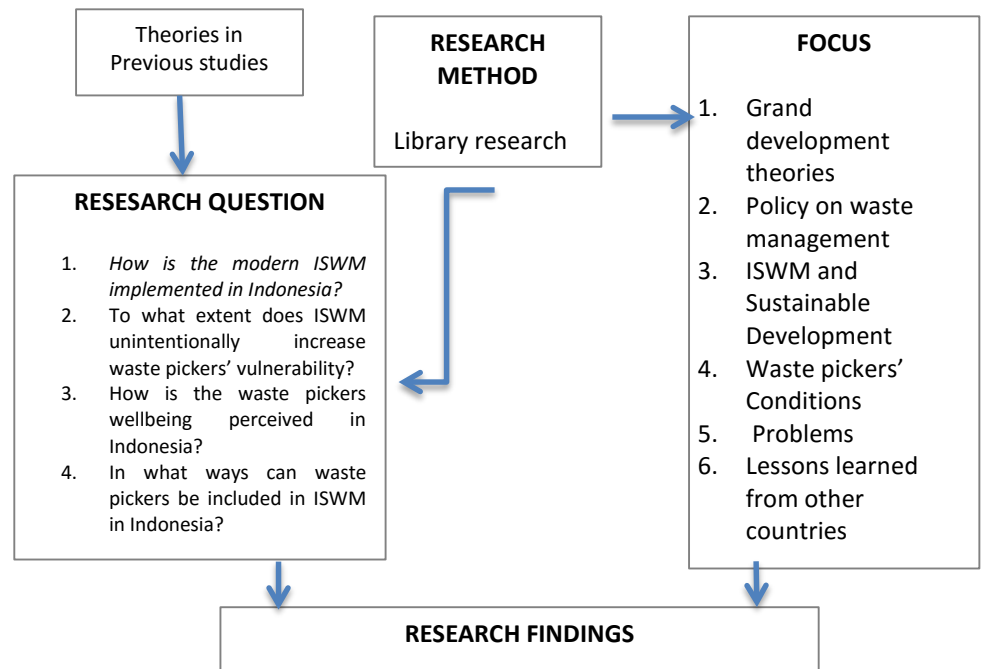 Theories in
Previous studies
RESEARCH
METHOD
Library research
RESESARCH QUESTION
1. How is the modern ISWM
implemented in Indonesia?
2. To what extent does ISWM
unintentionally increase
waste pickers’ vulnerability?
3. How is the waste pickers
wellbeing perceived in
Indonesia?
4. In what ways can waste
pickers be included in ISWM
in Indonesia?
FOCUS
1. Grand
development
theories
2. Policy on waste
management
3. ISWM and
Sustainable
Development
4. Waste pickers’
Conditions
5. Problems
6. Lessons learned
from other
countries
RESEARCH FINDINGS